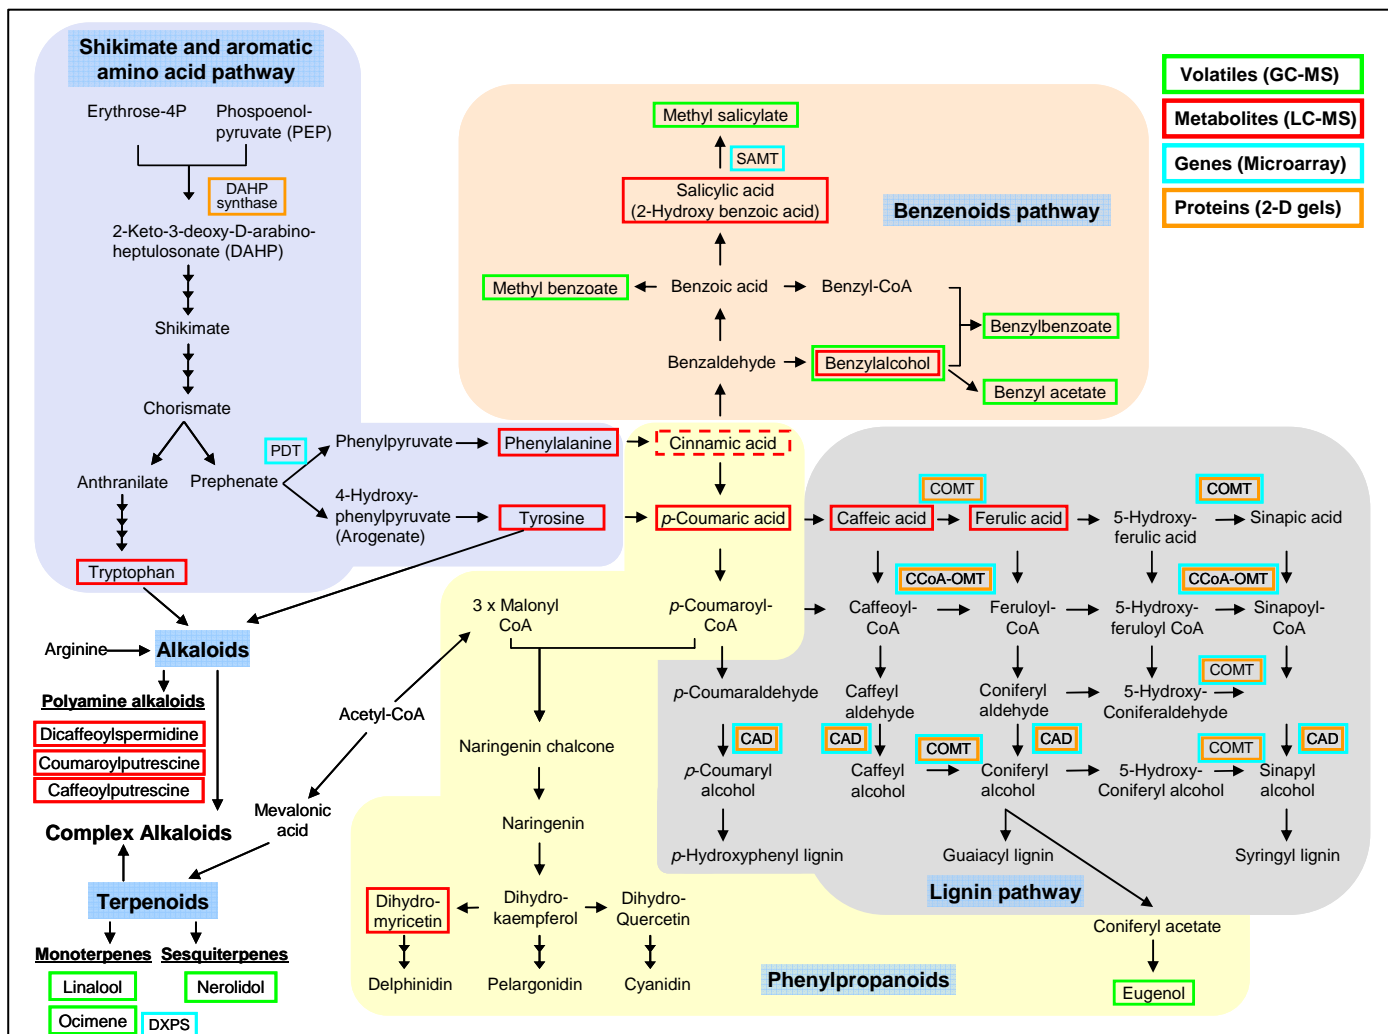 Shikimate and aromatic
amino acid pathway
Erythrose-4P
Phospoenol-
pyruvate (PEP)
DAHP
synthase
2-Keto-3-deoxy-D-arabino-
heptulosonate (DAHP)
Shikimate
Chorismate
Anthranilate
Prephenate
PDT
Phenylpyruvate
Phenylalanine
4-Hydroxy-
phenylpyruvate
(Arogenate)
Tyrosine
Tryptophan
Volatiles (GC-MS)
Metabolites (LC-MS)
Genes (Microarray)
Proteins (2-D gels)
Methyl salicylate
SAMT
Salicylic acid
(2-Hydroxy benzoic acid)
Benzenoids pathway
Methyl benzoate
Benzoic acid
Benzyl-CoA
Benzylbenzoate
Benzaldehyde
Benzylalcohol
Benzyl acetate
Cinnamic acid
p-Coumaric acid
Caffeic acid
COMT
Ferulic acid
5-Hydroxy-
ferulic acid
COMT
Sinapic acid
CCoA-OMT
CCoA-OMT
3 x Malonyl
CoA
p-Coumaroyl-
CoA
Caffeoyl-
CoA
Feruloyl-
CoA
5-Hydroxy-
feruloyl CoA
Sinapoyl-
CoA
p-Coumaraldehyde
Caffeyl
aldehyde
Coniferyl
aldehyde
5-Hydroxy-
Coniferaldehyde
COMT
CAD
CAD
COMT
CAD
COMT
CAD
p-Coumaryl
alcohol
Caffeyl
alcohol
Coniferyl
alcohol
5-Hydroxy-
Coniferyl alcohol
Sinapyl
alcohol
p-Hydroxyphenyl lignin
Guaiacyl lignin
Syringyl lignin
Lignin pathway
Coniferyl acetate
Eugenol
Arginine
Alkaloids
Polyamine alkaloids
Dicaffeoylspermidine
Coumaroylputrescine
Caffeoylputrescine
Complex Alkaloids
Acetyl-CoA
Mevalonic
acid
Terpenoids
Monoterpenes
Sesquiterpenes
Linalool
Nerolidol
Ocimene
DXPS
Naringenin chalcone
Naringenin
Dihydro-
myricetin
Dihydro-
kaempferol
Dihydro-
Quercetin
Delphinidin
Pelargonidin
Cyanidin
Phenylpropanoids